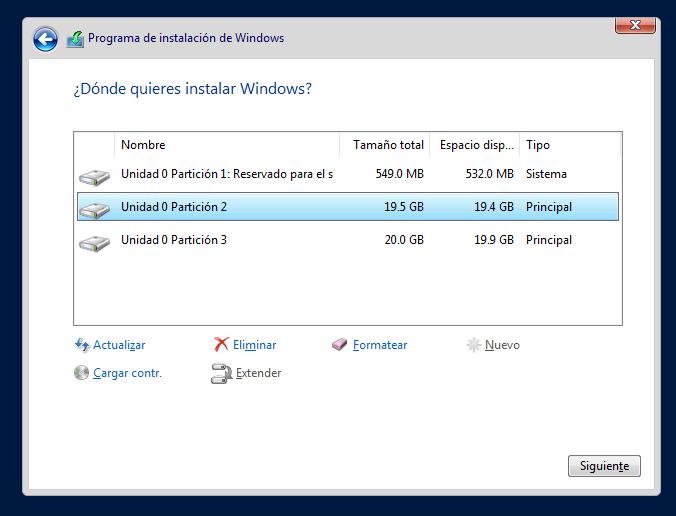 Programa de instalación de Windows
¿Dónde quieres instalar Windows?
Nombre Tamaño total Espacio disp... Tipo
Unidad 0 Partición 1: Reservado para el s 549.0 MB 532.0 MB Sistema
Unidad 0 Partición 2 19.5 GB 19.4 GB Principal
Unidad 0 Partición 3 20.0 GB 19.9 GB Principal
Actualizar Eliminar Formatear Nuevo
Cargar contr. Extender
Siguiente